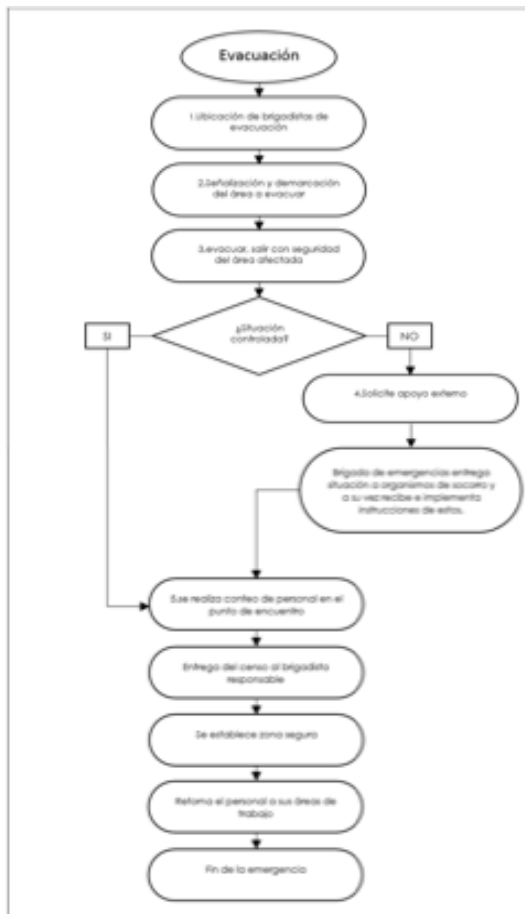 Evacuación
1.Ubicación de brigadistas de
evacuación
2.Señalización y demarcación
del área a evacuar
3.evacuar, salir con seguridad
del área afectada
¿Situación
controlada?
SI
NO
4.Solicite apoyo externo
Brigada de emergencias entrega
situación a organismos de socorro y
a su vez recibe e implementa
instrucciones de estos.
5.se realiza conteo de personal en el
punto de encuentro
Entrega del censo al brigadista
responsable
Se establece zona segura
Retorna el personal a sus áreas de
trabajo
Fin de la emergencia